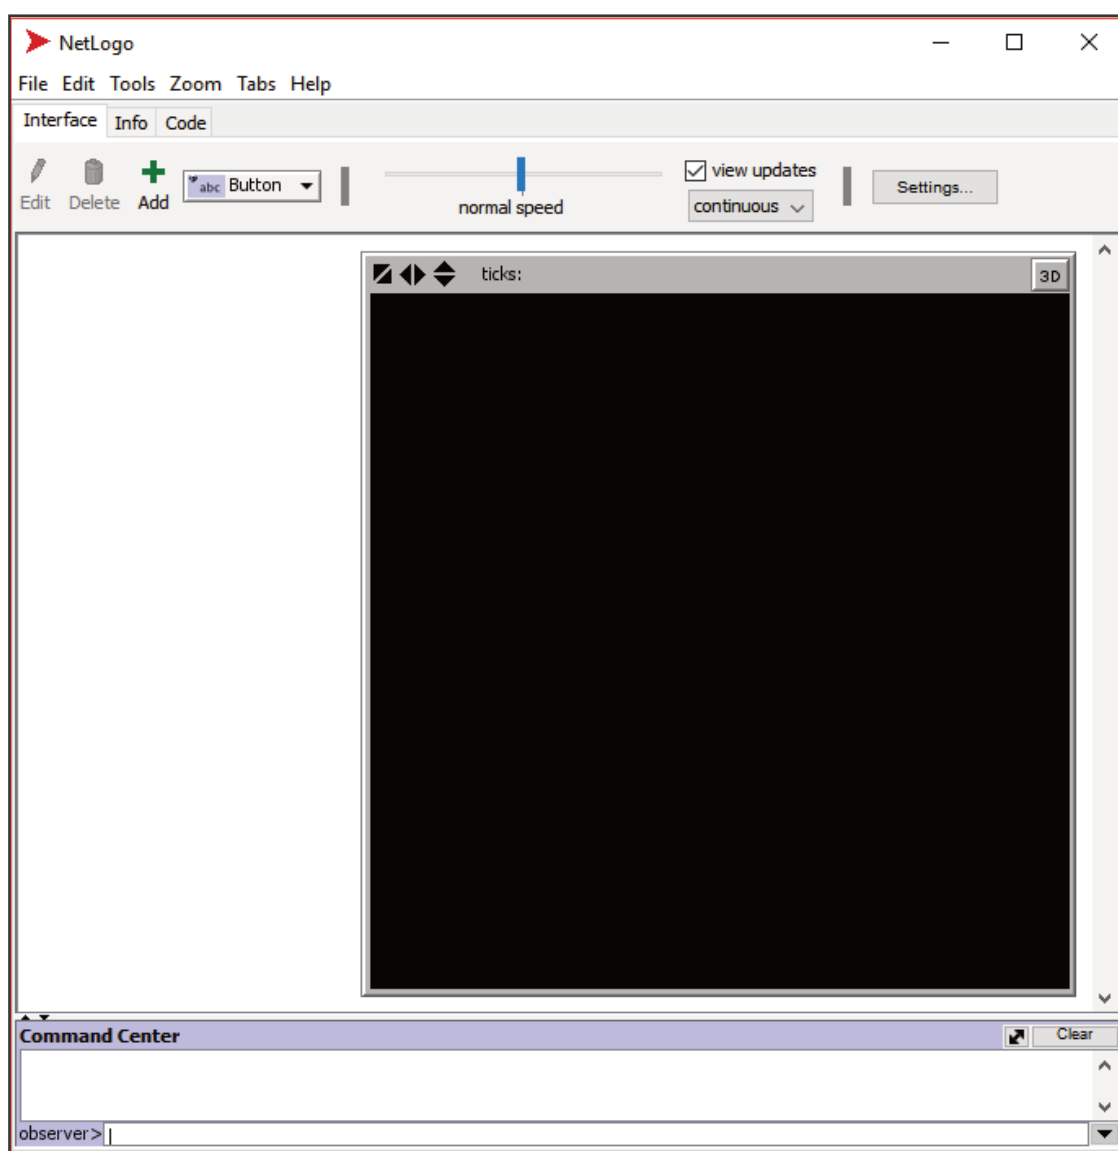 NetLogo
File Edit Tools Zoom Tabs Help
Interface Info Code
Edit Delete Add abc Button normal speed view updates continuous Settings...
ticks: 3D
Command Center Clear
observer>